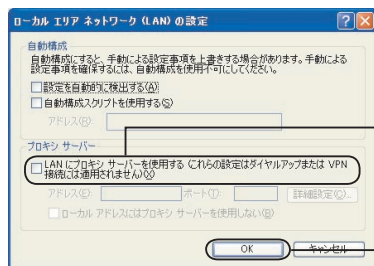 ローカル エリア ネットワーク (LAN) の設定
自動構成
自動構成にすると、手動による設定事項を上書きする場合があります。手動による
設定事項を確保するには、自動構成を使用不可にしてください。
設定を自動的に検出する(A)
自動構成スクリプトを使用する(S)
アドレス(R):
プロキシ サーバー
LAN にプロキシ サーバーを使用する (これらの設定はダイヤルアップまたは VPN
接続には適用されません)(X)
アドレス(E):
ポート(T):
詳細設定(C)...
ローカル アドレスにはプロキシ サーバーを使用しない(B)
OK
キャンセル